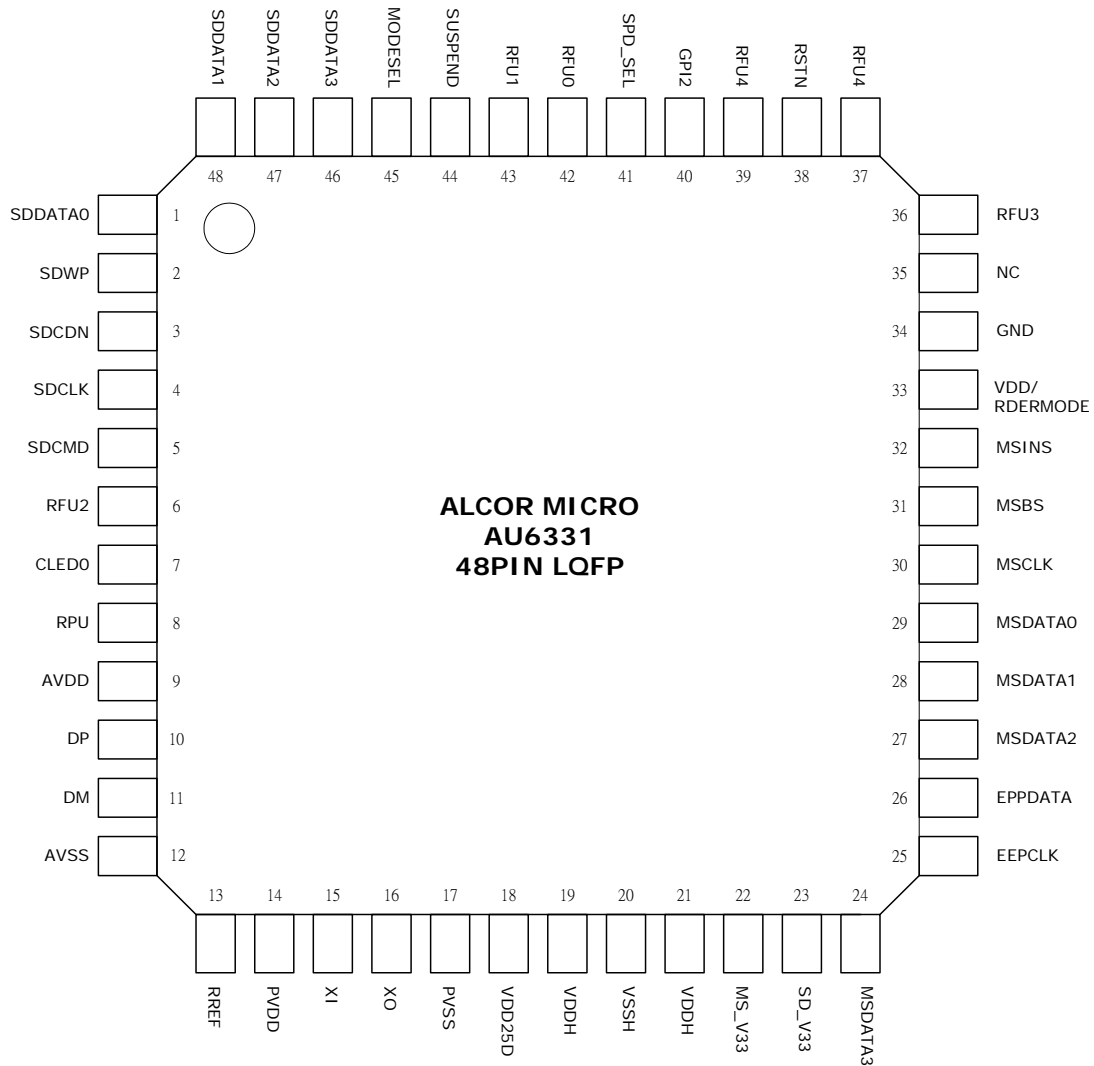 SDDATA1
SDDATA2
SDDATA3
MODESEL
SUSPEND
RFU1
RFU0
SPD_SEL
GPI2
RFU4
RSTN
RFU4
48
47
46
45
44
43
42
41
40
39
38
37
SDDATA0
1
SDWP
2
SDCDN
3
SDCLK
4
SDCMD
5
RFU2
6
CLED0
7
RPU
8
AVDD
9
DP
10
DM
11
AVSS
12
ALCOR MICRO
AU6331
48PIN LQFP
36
RFU3
35
NC
34
GND
33
VDD/
RDERMODE
32
MSINS
31
MSBS
30
MSCLK
29
MSDATA0
28
MSDATA1
27
MSDATA2
26
EPPDATA
25
EEPCLK
13
14
15
16
17
18
19
20
21
22
23
24
RREF
PVDD
XI
XO
PVSS
VDD25D
VDDH
VSSH
VDDH
MS_V33
SD_V33
MSDATA3